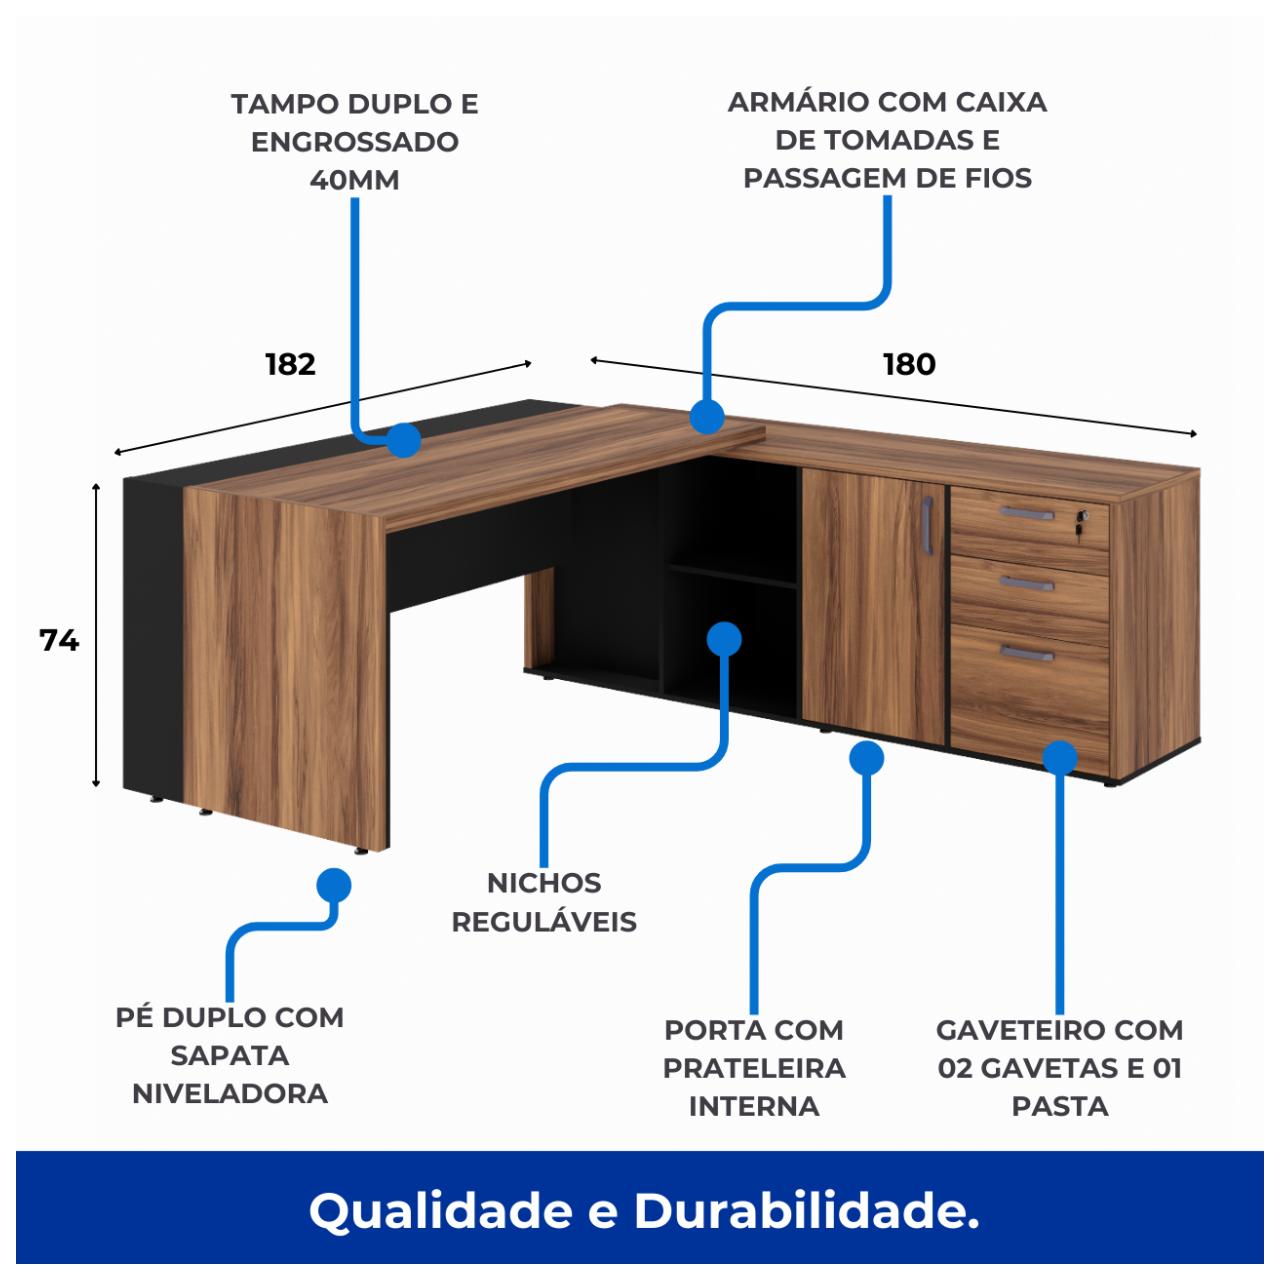 TAMPO DUPLO E
ENGROSSADO
40MM
ARMÁRIO COM CAIXA
DE TOMADAS E
PASSAGEM DE FIOS
182
180
74
NICHOS
REGULÁVEIS
PÉ DUPLO COM
SAPATA
NIVELADORA
PORTA COM
PRATELEIRA
INTERNA
GAVETEIRO COM
02 GAVETAS E 01
PASTA
Qualidade e Durabilidade.